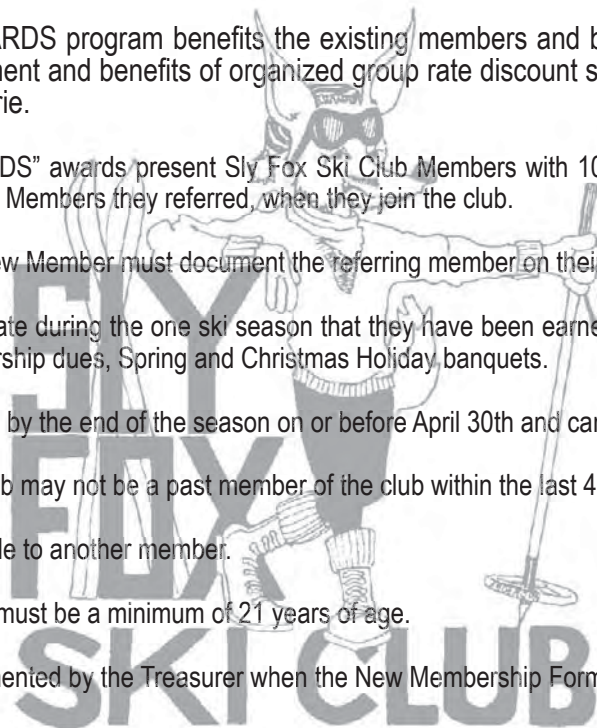 ARDS program benefits the existing members and b
ment and benefits of organized group rate discount s
rie.
DS” awards present Sly Fox Ski Club Members with 10
Members they referred, when they join the club.
ew Member must document the referring member on their
ate during the one ski season that they have been earne
rship dues, Spring and Christmas Holiday banquets.
by the end of the season on or before April 30th and can
b may not be a past member of the club within the last 4
le to another member.
must be a minimum of 21 years of age.
mented by the Treasurer when the New Membership Form
SLY
FOX
SKI CLUB